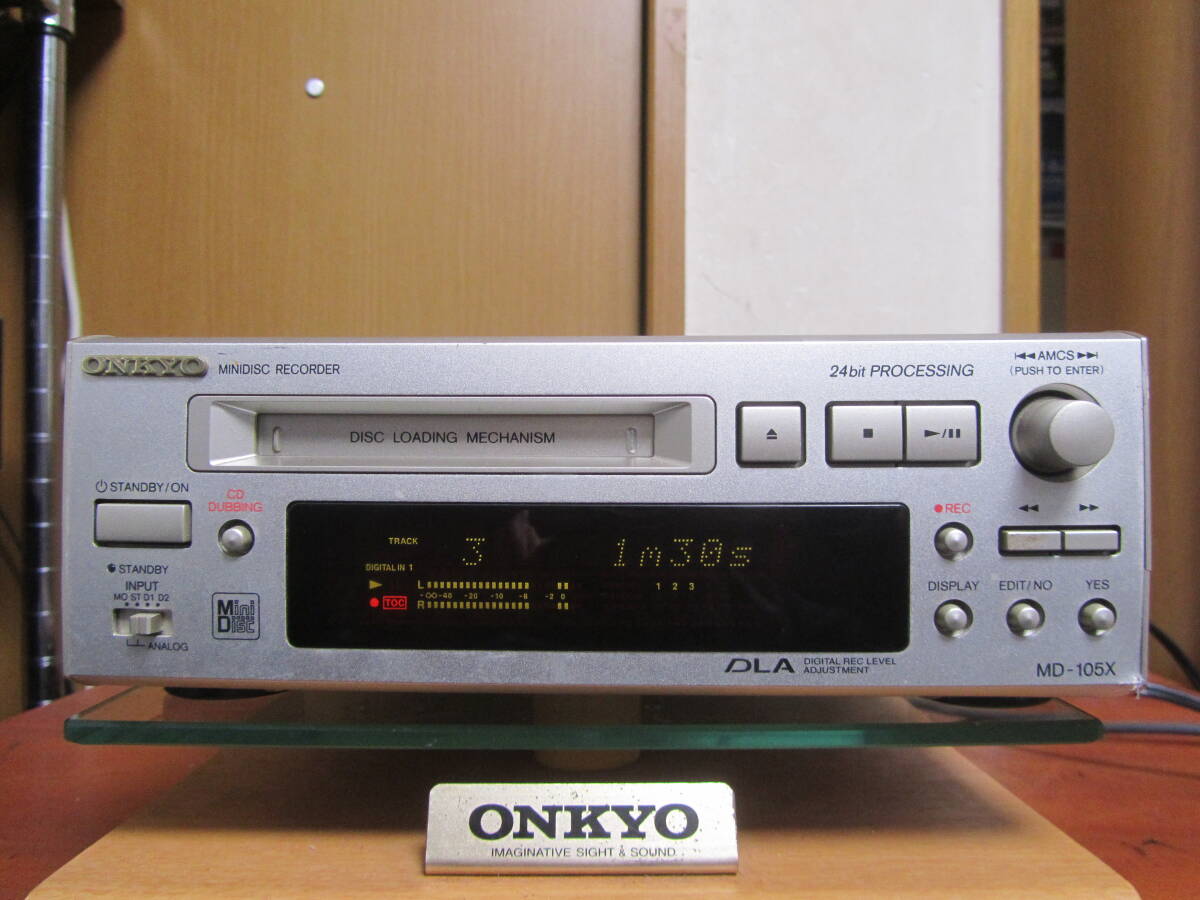 ONKYO MINIDISC RECORDER
24bit PROCESSING
AMCS
(PUSH TO ENTER)
DISC LOADING MECHANISM
STANDBY/ON
CD
DUBBING
REC
TRACK 3 1m30s
DIGITAL IN 1
STANDBY
INPUT
MO ST D1 D2
ANALOG
Mini
Disc
L
-∞-40 -20 -10 -6 -2 0
TOC
R
1 2 3
DISPLAY
EDIT/NO
YES
DLA DIGITAL REC LEVEL
ADJUSTMENT
MD-105X
ONKYO
IMAGINATIVE SIGHT & SOUND